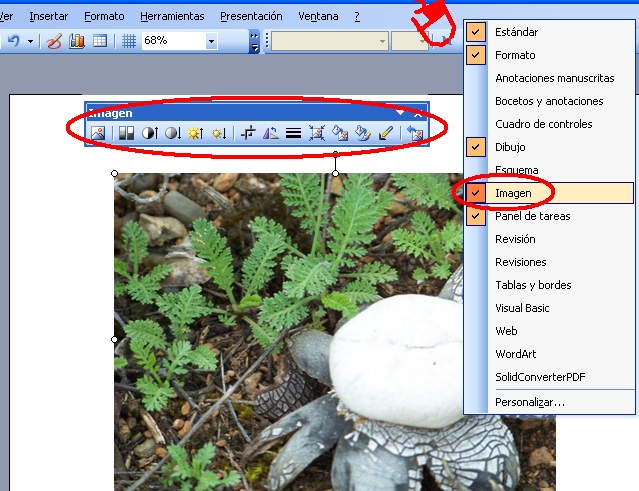 Ver Insertar Formato Herramientas Presentación Ventana ?
68%
Imagen
Estándar
Formato
Anotaciones manuscritas
Bocetos y anotaciones
Cuadro de controles
Dibujo
Esquema
Imagen
Panel de tareas
Revisión
Revisiones
Tablas y bordes
Visual Basic
Web
WordArt
SolidConverterPDF
Personalizar...